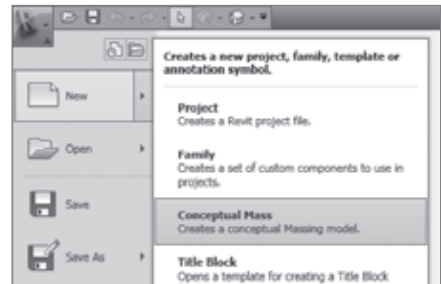 Creates a new project, family, template or
annotation symbol.
New
Project
Creates a Revit project file.
Open
Family
Creates a set of custom components to use in
projects.
Save
Conceptual Mass
Creates a conceptual Massing model.
Save As
Title Block
Opens a template for creating a Title Block